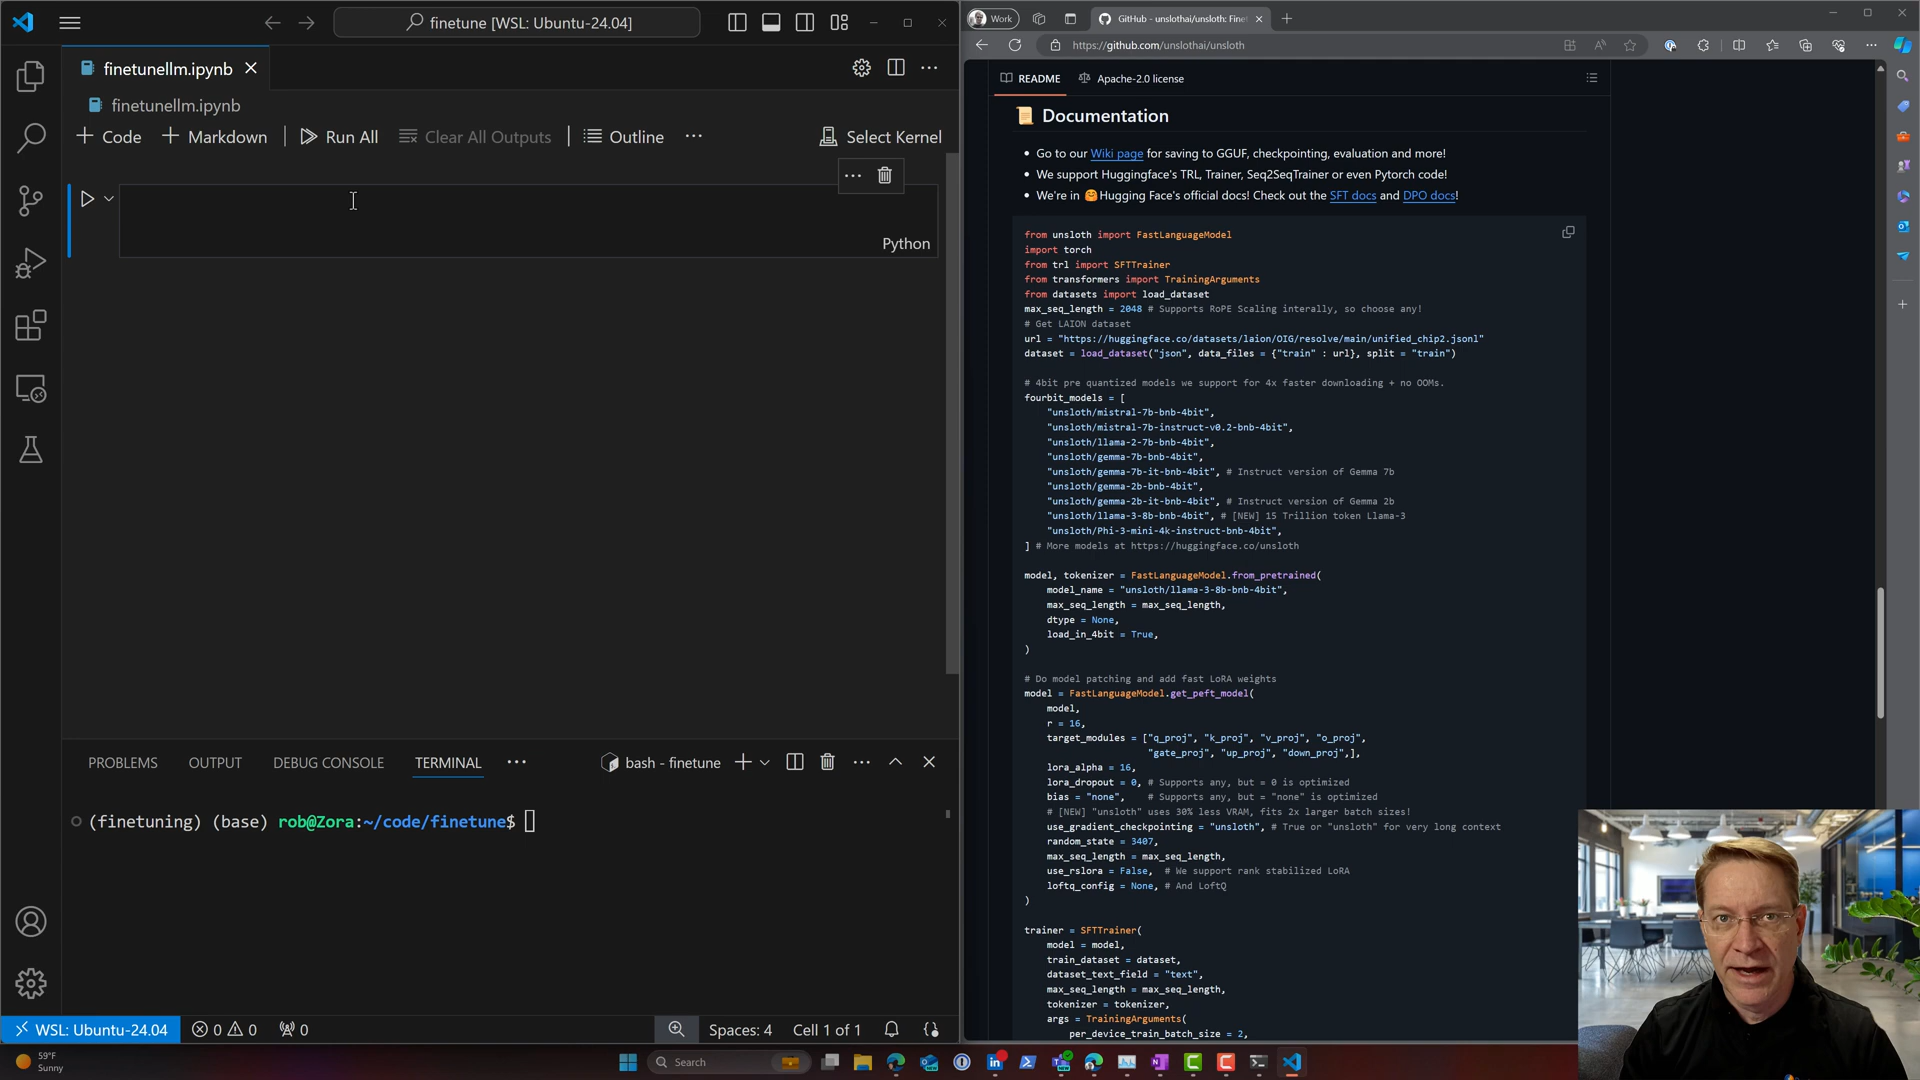 finetune [WSL: Ubuntu-24.04]
finetunellm.ipynb
finetunellm.ipynb
Code
Markdown
Run All
Clear All Outputs
Outline
Select Kernel
Python
PROBLEMS
OUTPUT
DEBUG CONSOLE
TERMINAL
bash - finetune
(finetuning) (base) rob@Zora:~/code/finetune$
WSL: Ubuntu-24.04
0
0
0
Spaces: 4
Cell 1 of 1
Work
GitHub - unslothai/unsloth: Fine
https://github.com/unslothai/unsloth
README
Apache-2.0 license
📜 Documentation
• Go to our Wiki page for saving to GGUF, checkpointing, evaluation and more!
• We support Huggingface's TRL, Trainer, Seq2SeqTrainer or even Pytorch code!
• We're in 🤗Hugging Face's official docs! Check out the SFT docs and DPO docs!
from unsloth import FastLanguageModel
import torch
from trl import SFTTrainer
from transformers import TrainingArguments
from datasets import load_dataset
max_seq_length = 2048 # Supports RoPE Scaling interally, so choose any!
# Get LAION dataset
url = "https://huggingface.co/datasets/laion/OIG/resolve/main/unified_chip2.jsonl"
dataset = load_dataset("json", data_files = {"train" : url}, split = "train")
# 4bit pre quantized models we support for 4x faster downloading + no OOMs.
fourbit_models = [
"unsloth/mistral-7b-bnb-4bit",
"unsloth/mistral-7b-instruct-v0.2-bnb-4bit",
"unsloth/llama-2-7b-bnb-4bit",
"unsloth/gemma-7b-bnb-4bit",
"unsloth/gemma-7b-it-bnb-4bit", # Instruct version of Gemma 7b
"unsloth/gemma-2b-bnb-4bit",
"unsloth/gemma-2b-it-bnb-4bit", # Instruct version of Gemma 2b
"unsloth/llama-3-8b-bnb-4bit", # [NEW] 15 Trillion token Llama-3
"unsloth/Phi-3-mini-4k-instruct-bnb-4bit",
] # More models at https://huggingface.co/unsloth
model, tokenizer = FastLanguageModel.from_pretrained(
model_name = "unsloth/llama-3-8b-bnb-4bit",
max_seq_length = max_seq_length,
dtype = None,
load_in_4bit = True,
)
# Do model patching and add fast LoRA weights
model = FastLanguageModel.get_peft_model(
model,
r = 16,
target_modules = ["q_proj", "k_proj", "v_proj", "o_proj",
"gate_proj", "up_proj", "down_proj",],
lora_alpha = 16,
lora_dropout = 0, # Supports any, but = 0 is optimized
bias = "none", # Supports any, but = "none" is optimized
# [NEW] "unsloth" uses 30% less VRAM, fits 2x larger batch sizes!
use_gradient_checkpointing = "unsloth", # True or "unsloth" for very long context
random_state = 3407,
max_seq_length = max_seq_length,
use_rslora = False, # We support rank stabilized LoRA
loftq_config = None, # And LoftQ
)
trainer = SFTTrainer(
model = model,
train_dataset = dataset,
dataset_text_field = "text",
max_seq_length = max_seq_length,
tokenizer = tokenizer,
args = TrainingArguments(
per_device_train_batch_size = 2,
59°F
Sunny
Search